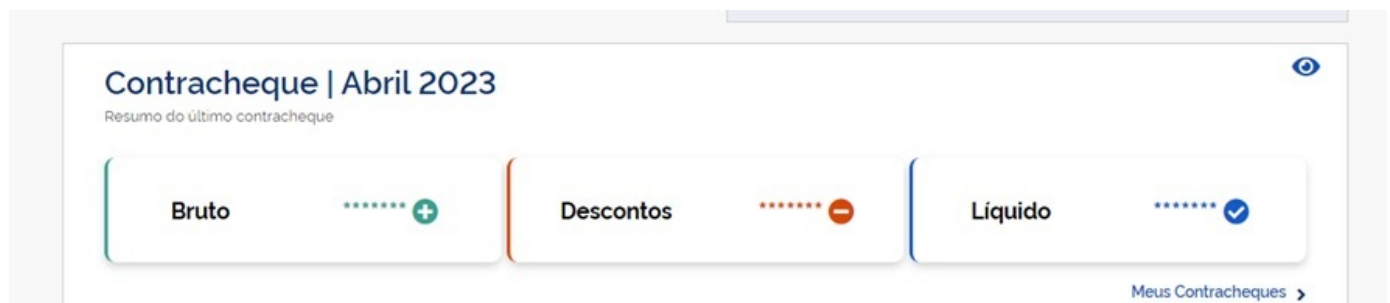 Contracheque | Abril 2023
Resumo do último contracheque
Bruto ******* Descontos ******* Líquido *******
Meus Contracheques